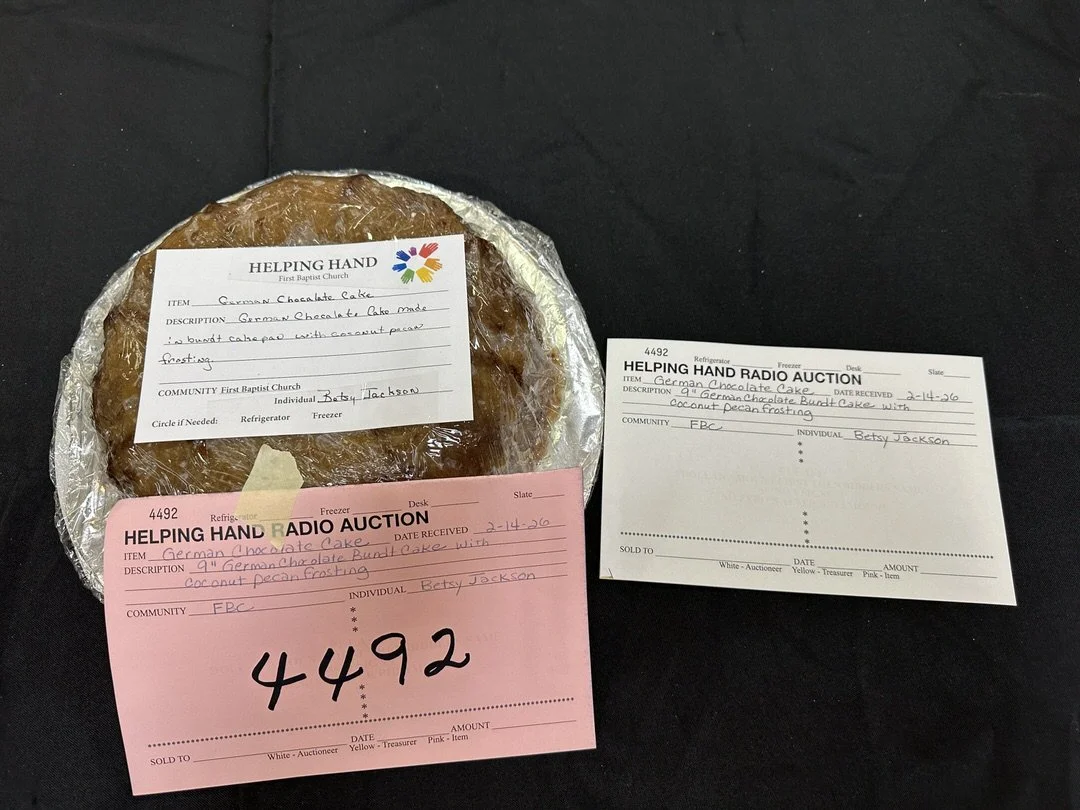 HELPING HAND
First Baptist Church
ITEM German Chocolate Cake
DESCRIPTION German Chocolate Cake made
in bundt cake pan with coconut pecan
frosting.
COMMUNITY First Baptist Church
Individual Betsy Jackson
Circle if Needed: Refrigerator Freezer
4492 Refrigerator Freezer Desk Slate
HELPING HAND RADIO AUCTION
ITEM German Chocolate Cake DATE RECEIVED 2-14-26
DESCRIPTION 9" German Chocolate Bundt Cake with
Coconut pecan frosting
COMMUNITY FBC INDIVIDUAL Betsy Jackson
***
4492
****
SOLD TO DATE AMOUNT
White - Auctioneer Yellow - Treasurer Pink - Item
4492 Refrigerator Freezer Desk Slate
HELPING HAND RADIO AUCTION
ITEM German Chocolate Cake DATE RECEIVED 2-14-26
DESCRIPTION 9" German Chocolate Bundt Cake with
Coconut pecan frosting
COMMUNITY FBC INDIVIDUAL Betsy Jackson
***
****
SOLD TO DATE AMOUNT
White - Auctioneer Yellow - Treasurer Pink - Item